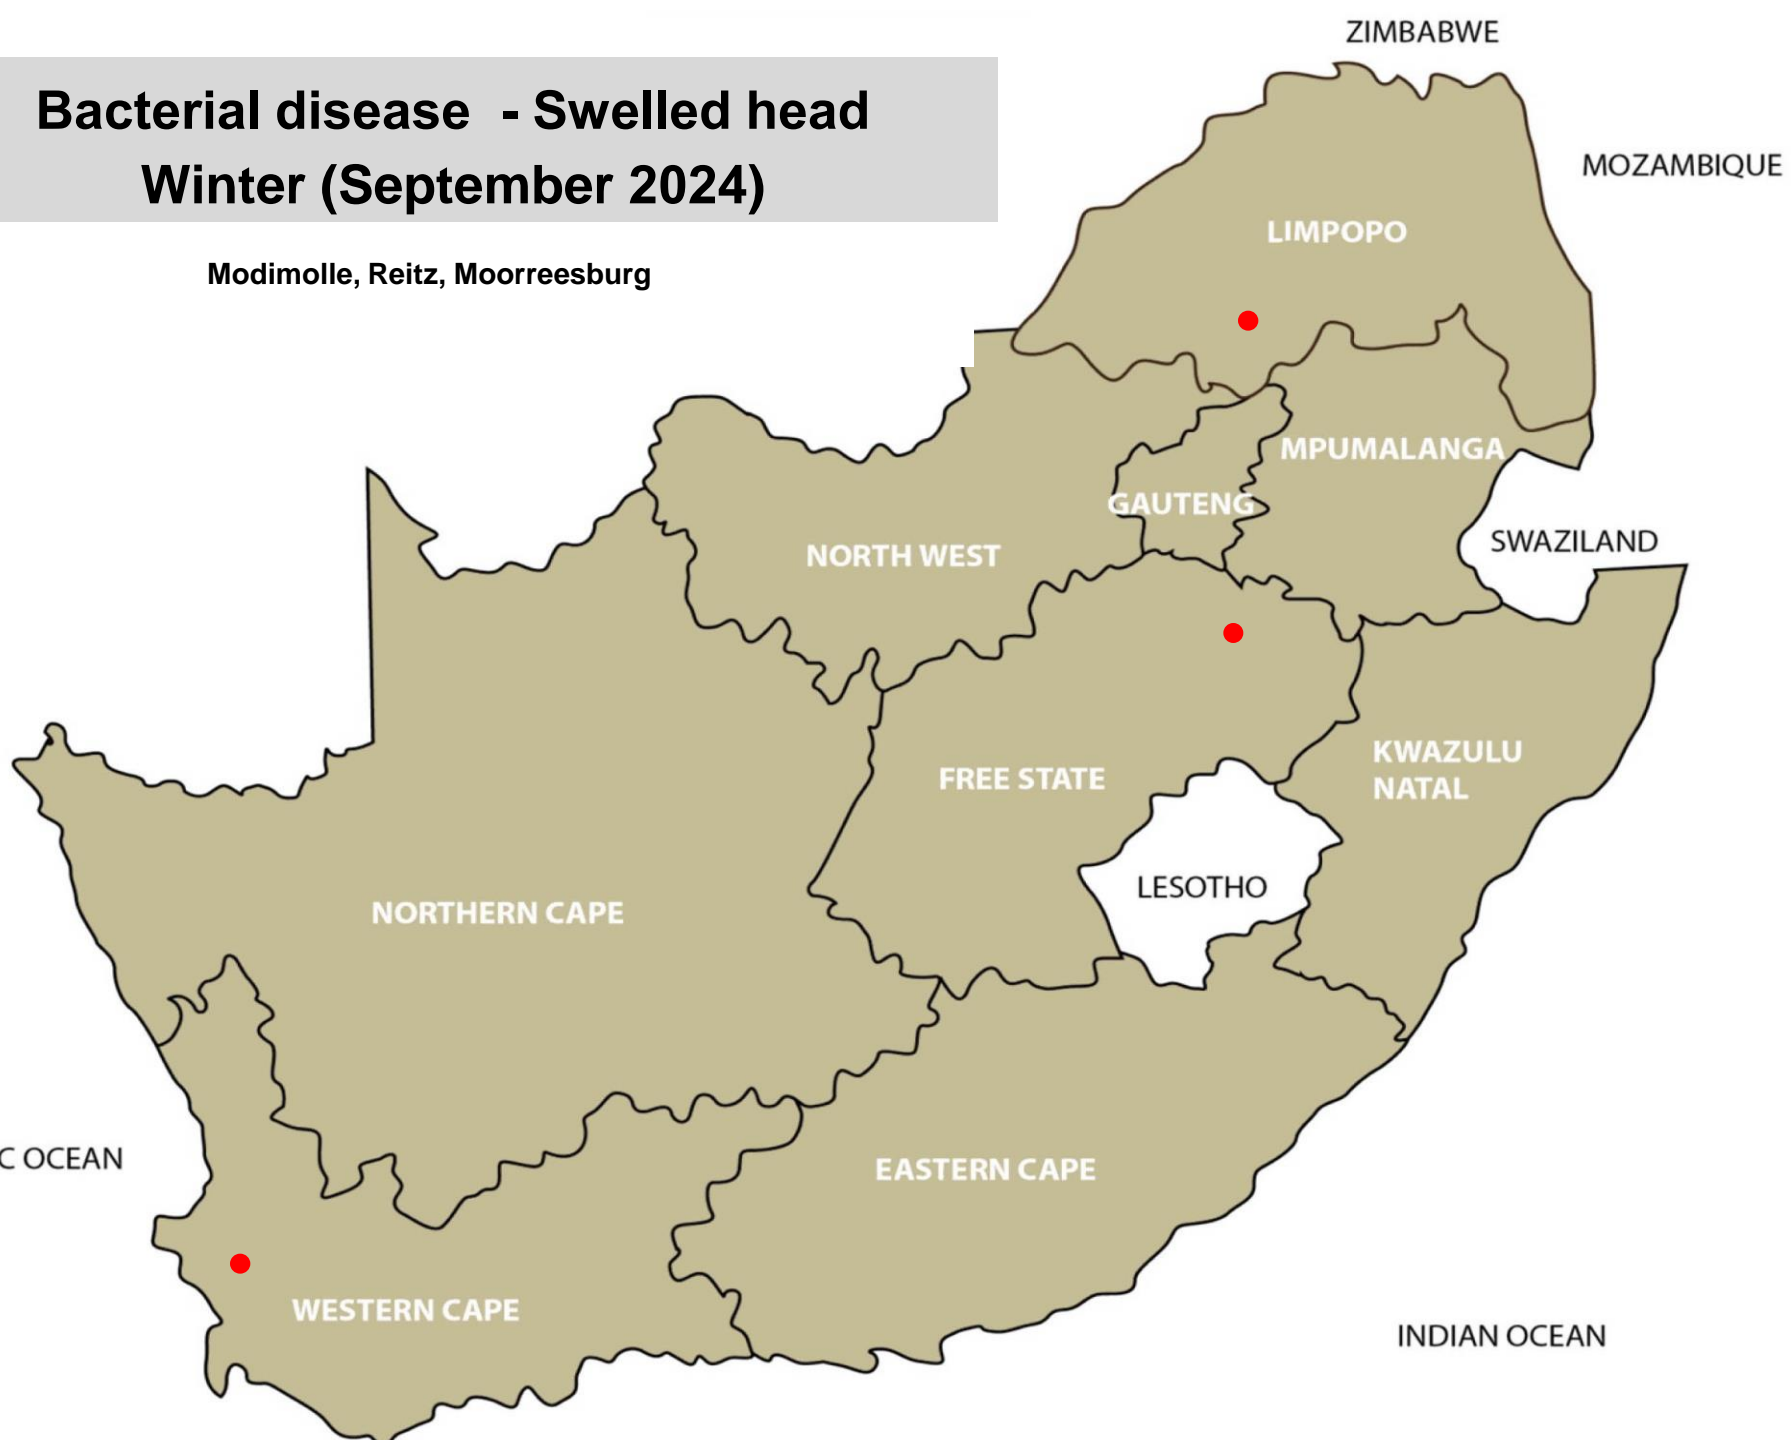 ZIMBABWE
Bacterial disease - Swelled head
Winter (September 2024)
MOZAMBIQUE
LIMPOPO
Modimolle, Reitz, Moorreesburg
MPUMALANGA
GAUTENG
SWAZILAND
NORTH WEST
KWAZULU
NATAL
FREE STATE
LESOTHO
NORTHERN CAPE
C OCEAN
EASTERN CAPE
WESTERN CAPE
INDIAN OCEAN